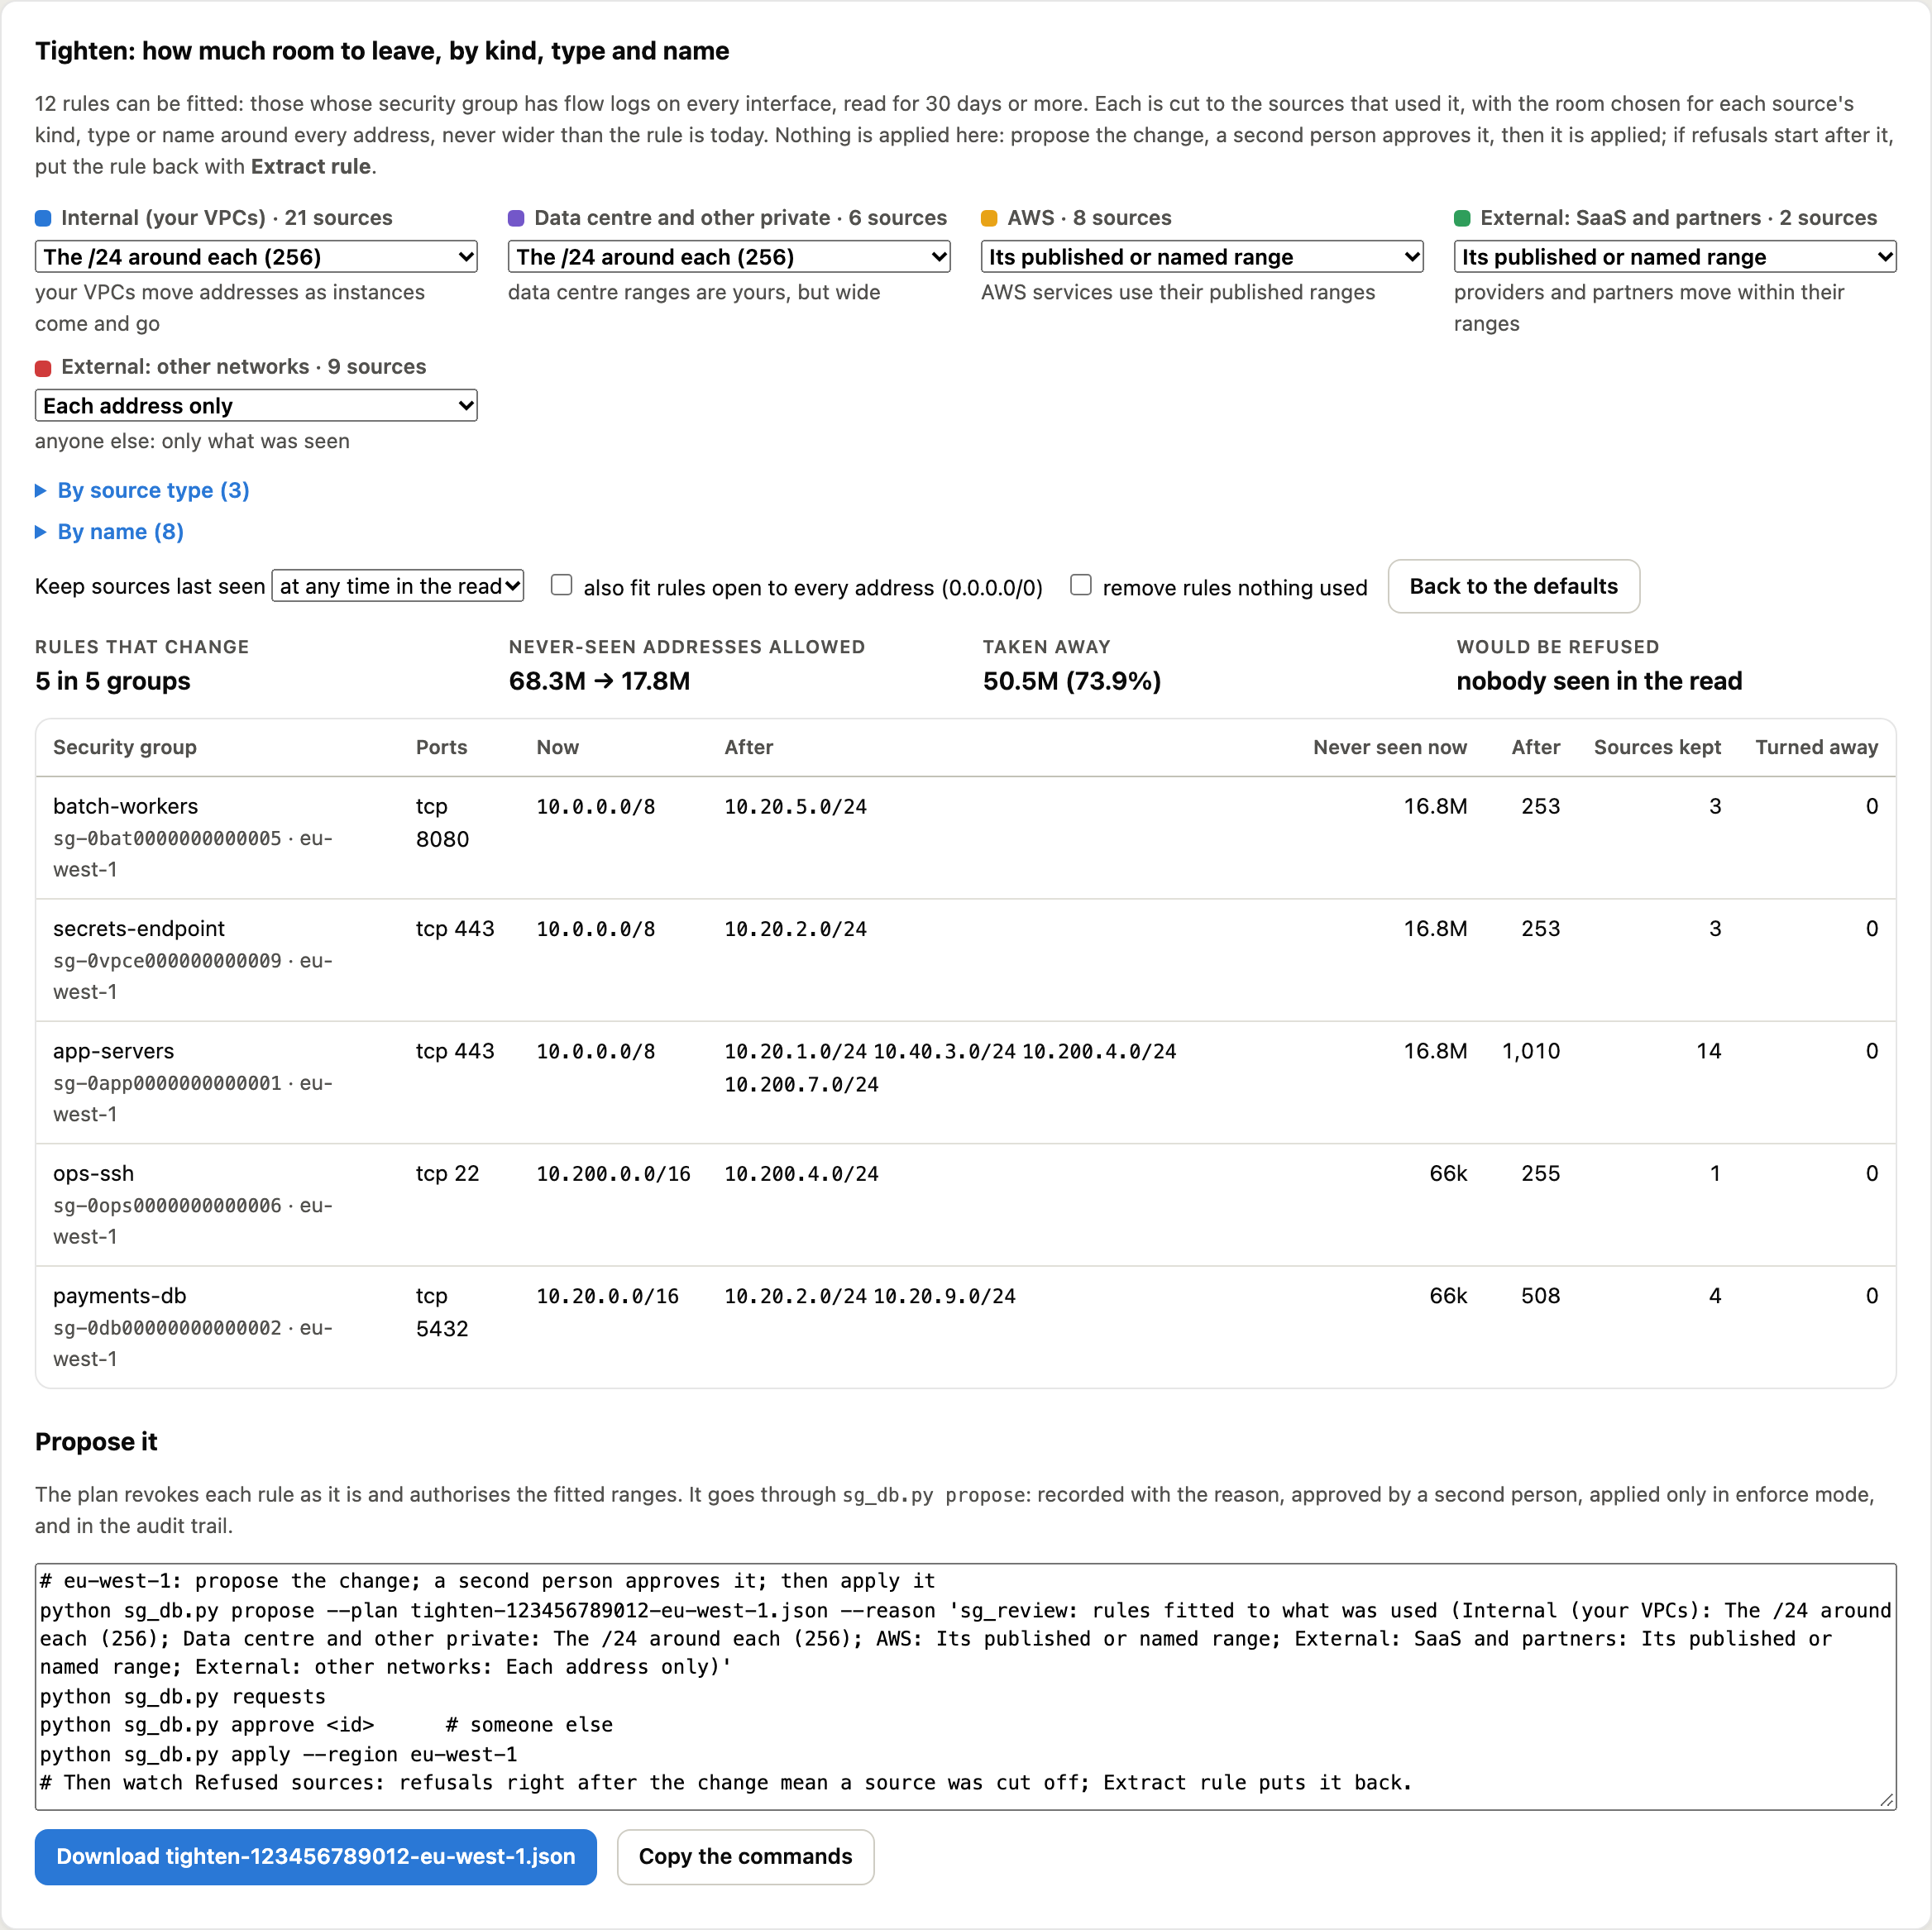 Tighten: how much room to leave, by kind, type and name
12 rules can be fitted: those whose security group has flow logs on every interface, read for 30 days or more. Each is cut to the sources that used it, with the room chosen for each source's
kind, type or name around every address, never wider than the rule is today. Nothing is applied here: propose the change, a second person approves it, then it is applied; if refusals start after it,
put the rule back with Extract rule.
Internal (your VPCs) · 21 sources
The /24 around each (256)
your VPCs move addresses as instances
come and go
Data centre and other private · 6 sources
The /24 around each (256)
data centre ranges are yours, but wide
AWS · 8 sources
Its published or named range
AWS services use their published ranges
External: SaaS and partners · 2 sources
Its published or named range
providers and partners move within their
ranges
External: other networks · 9 sources
Each address only
anyone else: only what was seen
By source type (3)
By name (8)
Keep sources last seen at any time in the read also fit rules open to every address (0.0.0.0/0) remove rules nothing used Back to the defaults
RULES THAT CHANGE
5 in 5 groups
NEVER-SEEN ADDRESSES ALLOWED
68.3M → 17.8M
TAKEN AWAY
50.5M (73.9%)
WOULD BE REFUSED
nobody seen in the read
Security group Ports Now After Never seen now After Sources kept Turned away
batch-workers tcp 10.0.0.0/8 10.20.5.0/24 16.8M 253 3 0
sg-0bat0000000000005 · eu- 8080
west-1
secrets-endpoint tcp 443 10.0.0.0/8 10.20.2.0/24 16.8M 253 3 0
sg-0vpce000000000009 · eu-
west-1
app-servers tcp 443 10.0.0.0/8 10.20.1.0/24 10.40.3.0/24 10.200.4.0/24 16.8M 1,010 14 0
sg-0app0000000000001 · eu- 10.200.7.0/24
west-1
ops-ssh tcp 22 10.200.0.0/16 10.200.4.0/24 66k 255 1 0
sg-0ops0000000000006 · eu-
west-1
payments-db tcp 10.20.0.0/16 10.20.2.0/24 10.20.9.0/24 66k 508 4 0
sg-0db00000000000002 · eu- 5432
west-1
Propose it
The plan revokes each rule as it is and authorises the fitted ranges. It goes through sg_db.py propose: recorded with the reason, approved by a second person, applied only in enforce mode,
and in the audit trail.
# eu-west-1: propose the change; a second person approves it; then apply it
python sg_db.py propose --plan tighten-123456789012-eu-west-1.json --reason 'sg_review: rules fitted to what was used (Internal (your VPCs): The /24 around
each (256); Data centre and other private: The /24 around each (256); AWS: Its published or named range; External: SaaS and partners: Its published or
named range; External: other networks: Each address only)'
python sg_db.py requests
python sg_db.py approve <id> # someone else
python sg_db.py apply --region eu-west-1
# Then watch Refused sources: refusals right after the change mean a source was cut off; Extract rule puts it back.
Download tighten-123456789012-eu-west-1.json Copy the commands